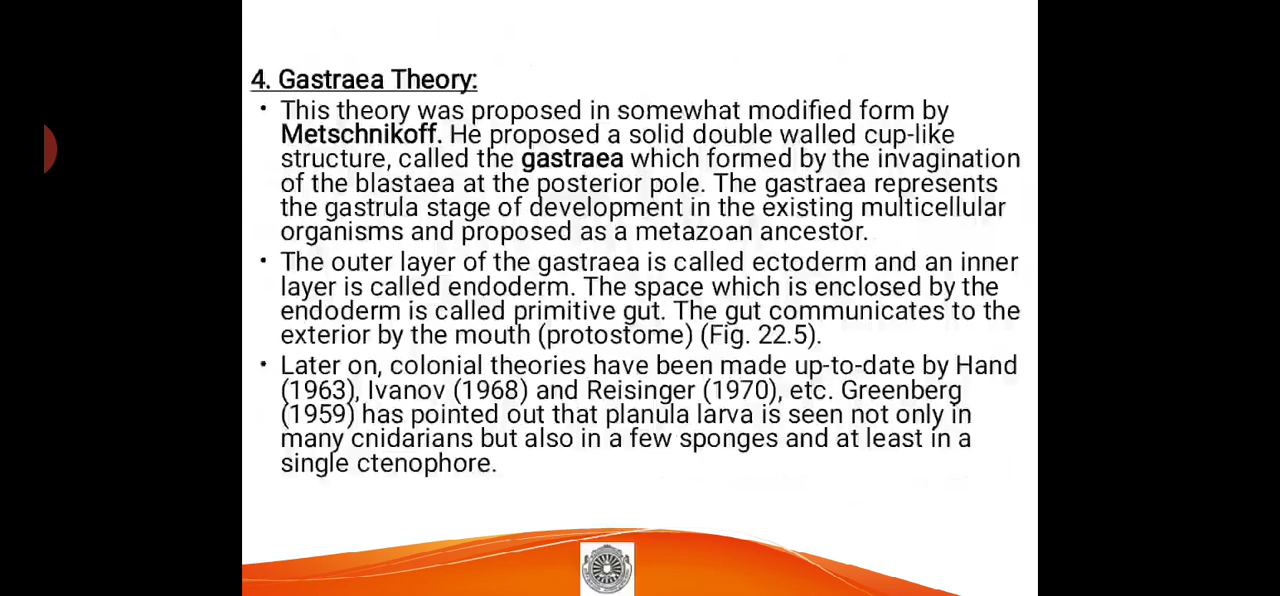 4. Gastraea Theory:
• This theory was proposed in somewhat modified form by
Metschnikoff. He proposed a solid double walled cup-like
structure, called the gastraea which formed by the invagination
of the blastaea at the posterior pole. The gastraea represents
the gastrula stage of development in the existing multicellular
organisms and proposed as a metazoan ancestor.
• The outer layer of the gastraea is called ectoderm and an inner
layer is called endoderm. The space which is enclosed by the
endoderm is called primitive gut. The gut communicates to the
exterior by the mouth (protostome) (Fig. 22.5).
• Later on, colonial theories have been made up-to-date by Hand
(1963), Ivanov (1968) and Reisinger (1970), etc. Greenberg
(1959) has pointed out that planula larva is seen not only in
many cnidarians but also in a few sponges and at least in a
single ctenophore.